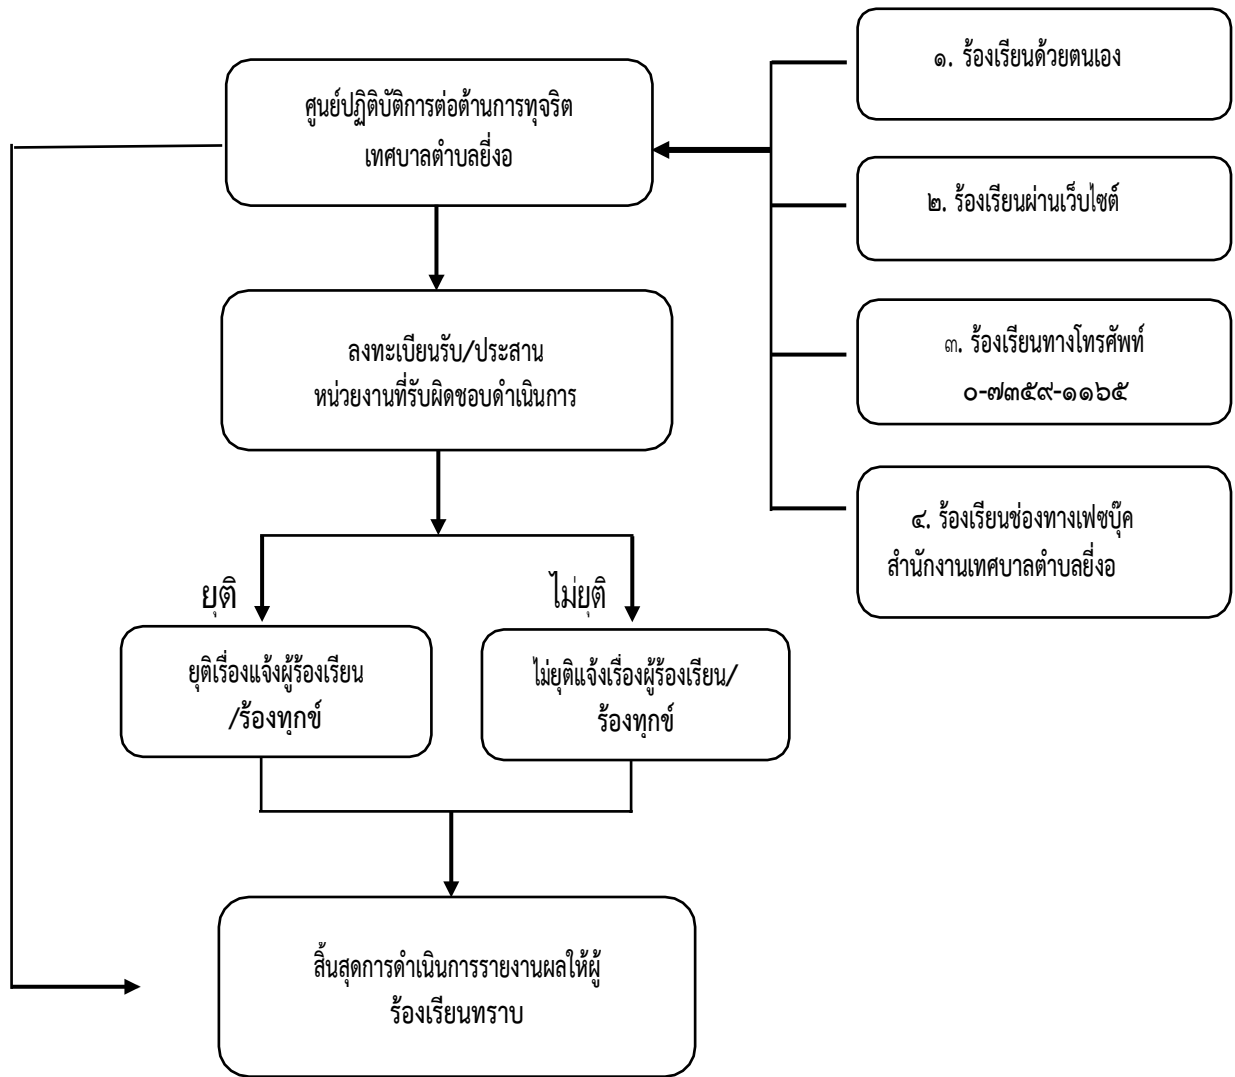 ศูนย์ปฏิบัติการต่อต้านการทุจริต
เทศบาลตำบลยี่งอ
๑. ร้องเรียนด้วยตนเอง
๒. ร้องเรียนผ่านเว็บไซต์
๓. ร้องเรียนทางโทรศัพท์
๐-๗๓๕๙-๑๑๖๕
๔. ร้องเรียนช่องทางเฟซบุ๊ค
สำนักงานเทศบาลตำบลยี่งอ
ลงทะเบียนรับ/ประสาน
หน่วยงานที่รับผิดชอบดำเนินการ
ยุติ
ไม่ยุติ
ยุติเรื่องแจ้งผู้ร้องเรียน
/ร้องทุกข์
ไม่ยุติแจ้งเรื่องผู้ร้องเรียน/
ร้องทุกข์
สิ้นสุดการดำเนินการรายงานผลให้ผู้
ร้องเรียนทราบ